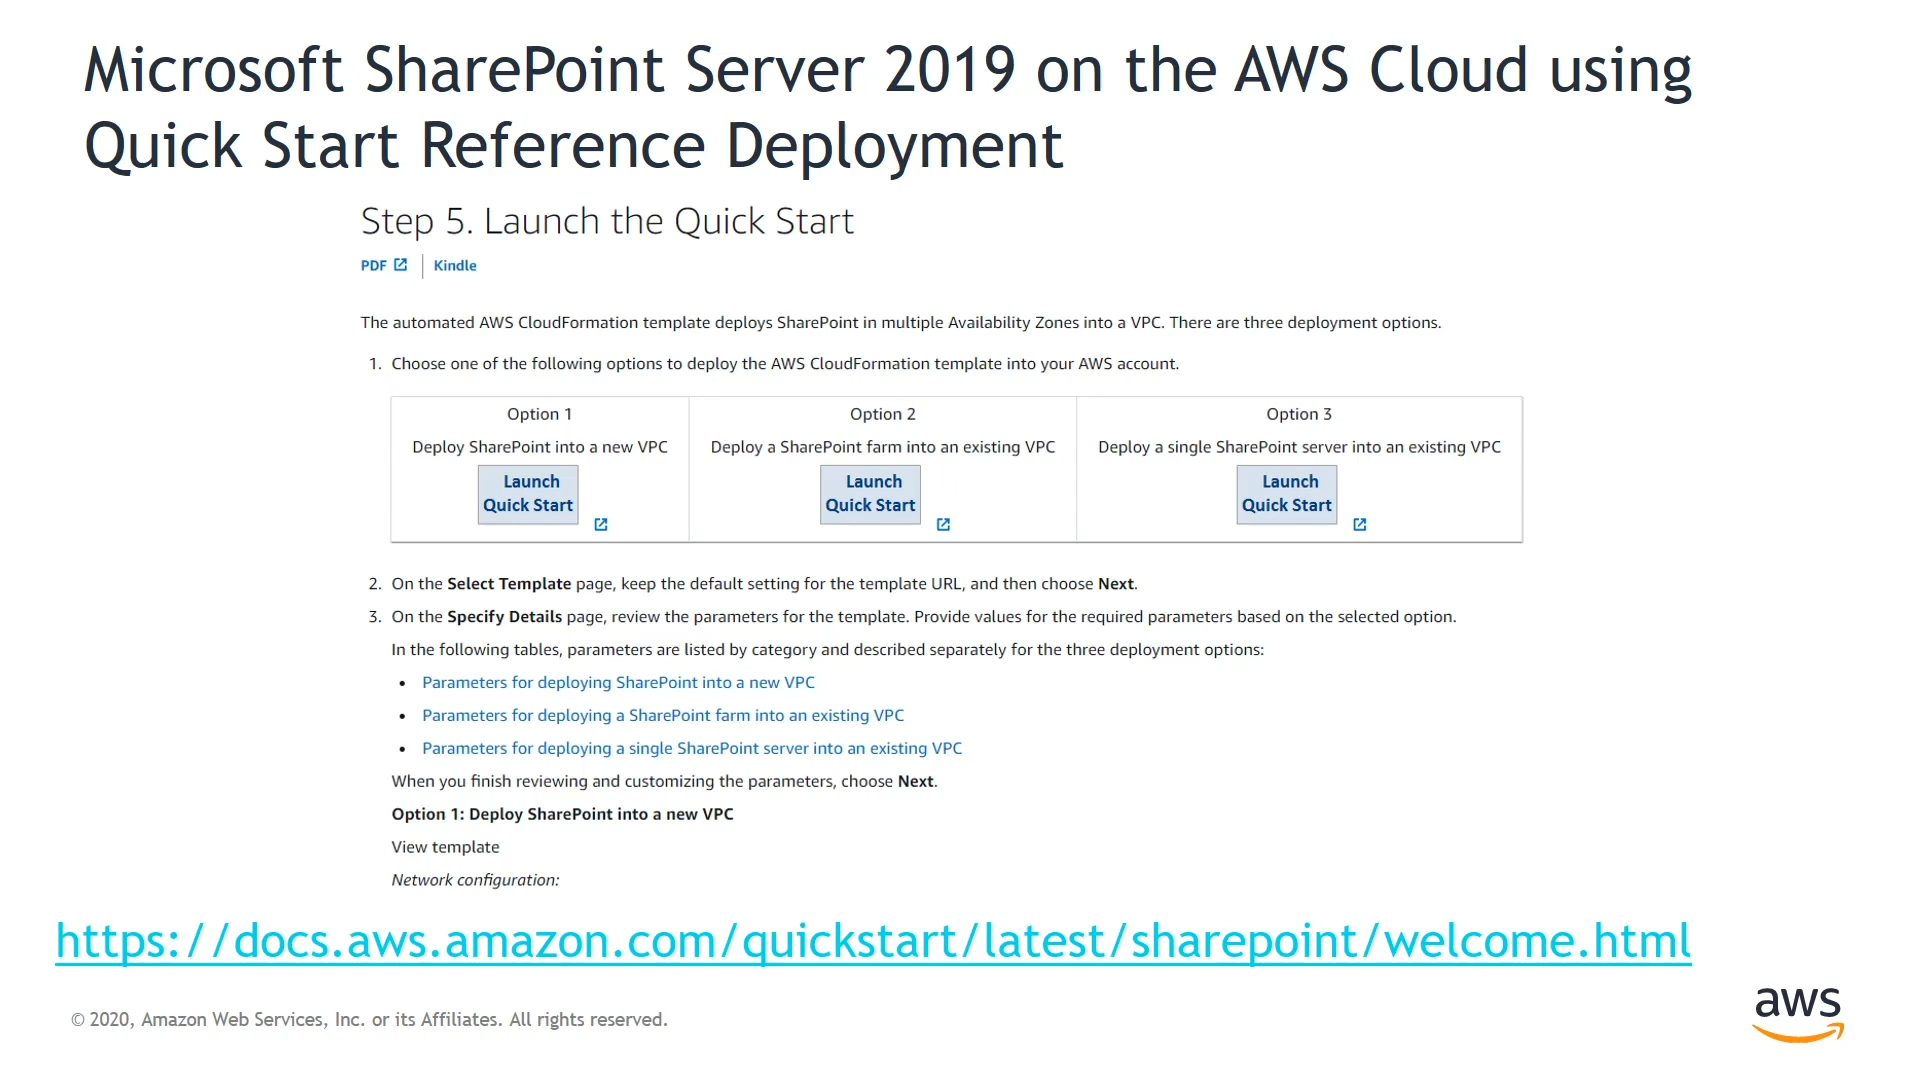 Microsoft SharePoint Server 2019 on the AWS Cloud using
Quick Start Reference Deployment
Step 5. Launch the Quick Start
PDF | Kindle
The automated AWS CloudFormation template deploys SharePoint in multiple Availability Zones into a VPC. There are three deployment options.
1. Choose one of the following options to deploy the AWS CloudFormation template into your AWS account.
Option 1
Deploy SharePoint into a new VPC
Launch
Quick Start
Option 2
Deploy a SharePoint farm into an existing VPC
Launch
Quick Start
Option 3
Deploy a single SharePoint server into an existing VPC
Launch
Quick Start
2. On the Select Template page, keep the default setting for the template URL, and then choose Next.
3. On the Specify Details page, review the parameters for the template. Provide values for the required parameters based on the selected option.
In the following tables, parameters are listed by category and described separately for the three deployment options:
• Parameters for deploying SharePoint into a new VPC
• Parameters for deploying a SharePoint farm into an existing VPC
• Parameters for deploying a single SharePoint server into an existing VPC
When you finish reviewing and customizing the parameters, choose Next.
Option 1: Deploy SharePoint into a new VPC
View template
Network configuration:
https://docs.aws.amazon.com/quickstart/latest/sharepoint/welcome.html
© 2020, Amazon Web Services, Inc. or its Affiliates. All rights reserved.
aws